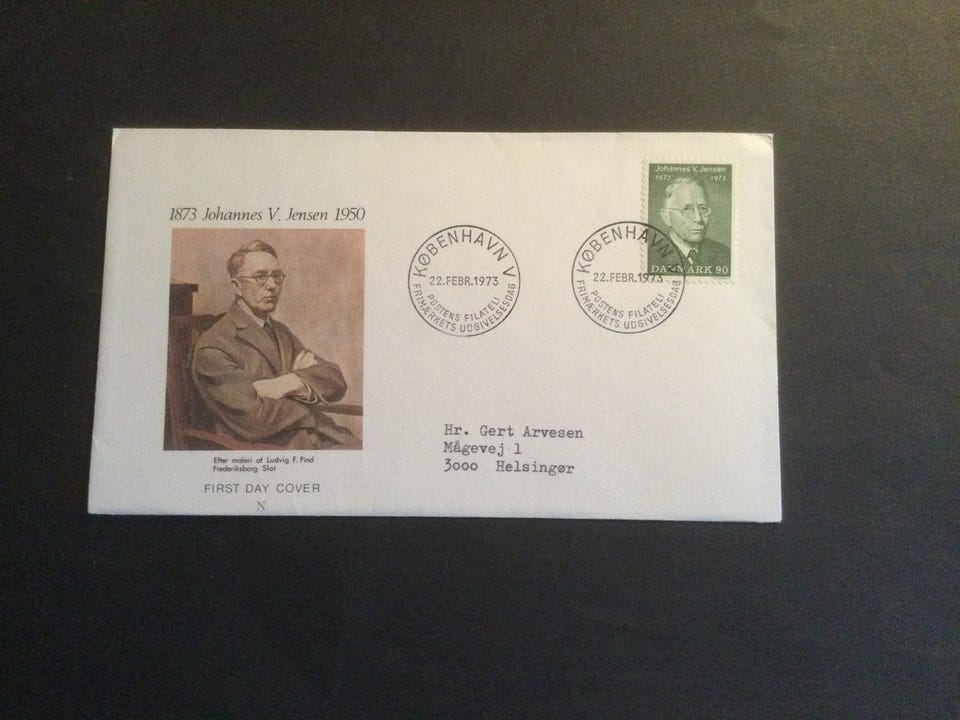 1873 Johannes V. Jensen 1950
Efter maleri af Ludvig F. Find
Frederiksborg Slot
FIRST DAY COVER
N
KØBENHAVN V
22.FEBR.1973
POSTENS FILATELI
FRIMÆRKETS UDGIVELSESDAG
KØBENHAVN V
22.FEBR.1973
POSTENS FILATELI
FRIMÆRKETS UDGIVELSESDAG
Johannes V. Jensen
1873 1973
DANMARK 90
Hr. Gert Arvesen
Mågevej 1
3000 Helsingør